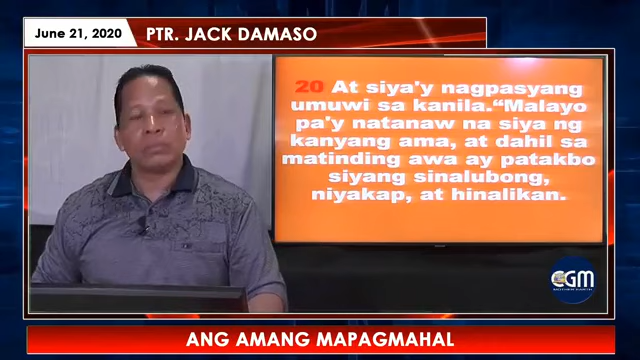 June 21, 2020
PTR. JACK DAMASO
20 At siya'y nagpasyang
umuwi sa kanila.“Malayo
pa'y natanaw na siya ng
kanyang ama, at dahil sa
matinding awa ay patakbo
siyang sinalubong,
niyakap, at hinalikan.
CGM
ANG AMANG MAPAGMAHAL